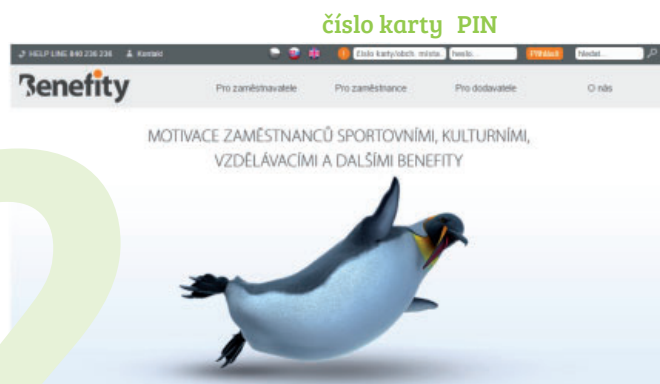 číslo karty PIN
HELP LINE 840 236 236 Kontakt Číslo karty/obch. místa... heslo... Přihlásit hledat...
Benefity
Pro zaměstnavatele Pro zaměstnance Pro dodavatele O nás
MOTIVACE ZAMĚSTNANCŮ SPORTOVNÍMI, KULTURNÍMI,
VZDĚLÁVACÍMI A DALŠÍMI BENEFITY
2